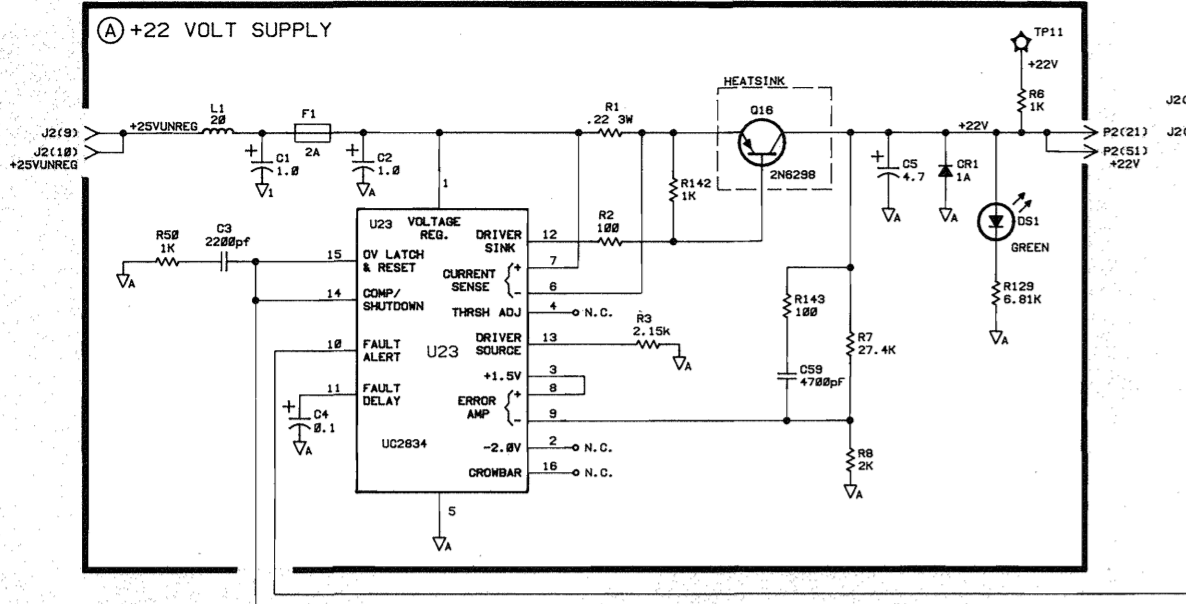 A +22 VOLT SUPPLY
TP11
+22V
R6
1K
J2(
J2(
HEATSINK
Q16
2N6298
J2(9)
J2(10)
+25VUNREG
+25VUNREG
L1
20
F1
2A
+
C1
1.0
1
+
C2
1.0
A
R1
.22 3W
R142
1K
R2
100
+22V
P2(21)
P2(51)
+22V
+
C5
4.7
A
CR1
1A
A
DS1
GREEN
R129
6.81K
A
1
R50
1K
C3
2200pf
A
U23 VOLTAGE
REG.
DRIVER
SINK
12
15
OV LATCH
& RESET
CURRENT
SENSE
+
7
-
6
14
COMP/
SHUTDOWN
THRSH ADJ
4
N.C.
10
FAULT
ALERT
U23
DRIVER
SOURCE
13
R3
2.15k
A
+1.5V
3
11
FAULT
DELAY
ERROR
AMP
+
8
-
9
+
C4
0.1
A
UC2834
-2.0V
2
N.C.
CROWBAR
16
N.C.
5
A
R143
100
C59
4700pF
R7
27.4K
R8
2K
A